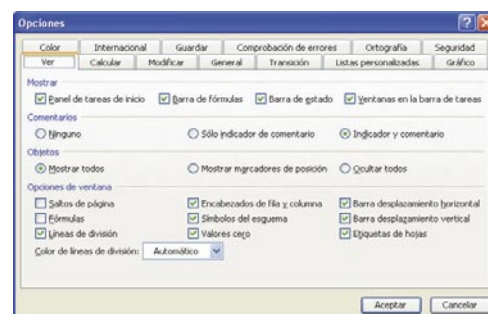 Opciones
Color Internacional Guardar Comprobación de errores Ortografía Seguridad
Ver Calcular Modificar General Transición Listas personalizadas Gráfico
Mostrar
Panel de tareas de inicio Barra de fórmulas Barra de estado Ventanas en la barra de tareas
Comentarios
Ninguno Sólo indicador de comentario Indicador y comentario
Objetos
Mostrar todos Mostrar marcadores de posición Ocultar todos
Opciones de ventana
Saltos de página Encabezados de fila y columna Barra desplazamiento horizontal
Fórmulas Símbolos del esquema Barra desplazamiento vertical
Líneas de división Valores cero Etiquetas de hojas
Color de líneas de división: Automático
Aceptar Cancelar